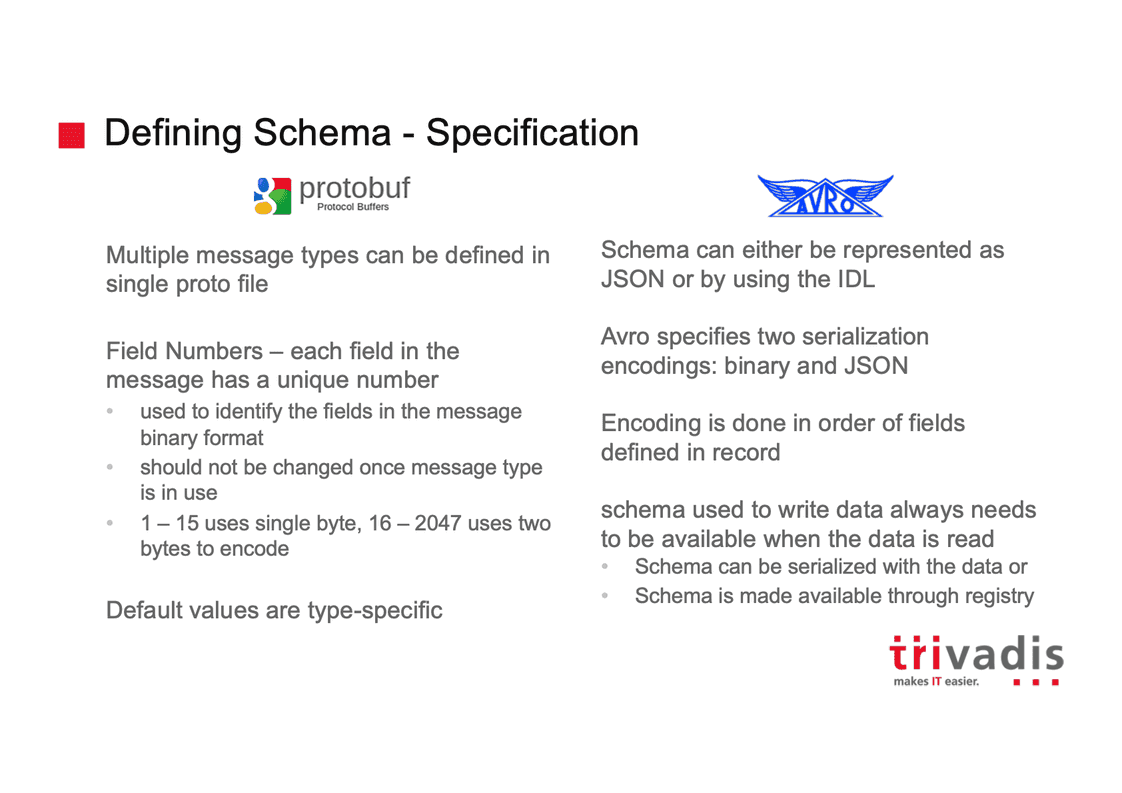 Defining Schema - Specification
protobuf
Protocol Buffers
Multiple message types can be defined in
single proto file
Field Numbers – each field in the
message has a unique number
• used to identify the fields in the message
binary format
• should not be changed once message type
is in use
• 1 – 15 uses single byte, 16 – 2047 uses two
bytes to encode
Default values are type-specific
AVRO
Schema can either be represented as
JSON or by using the IDL
Avro specifies two serialization
encodings: binary and JSON
Encoding is done in order of fields
defined in record
schema used to write data always needs
to be available when the data is read
• Schema can be serialized with the data or
• Schema is made available through registry
trivadis
makes IT easier.